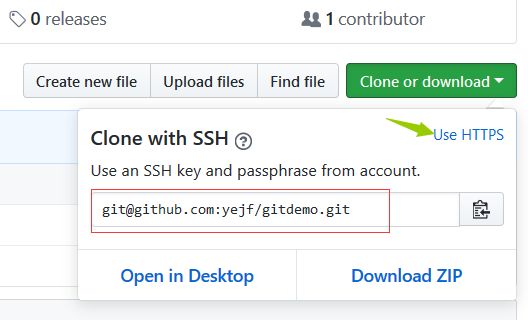 0 releases
1 contributor
Create new file Upload files Find file Clone or download
Clone with SSH ? Use HTTPS
Use an SSH key and passphrase from account.
git@github.com:yejf/gitdemo.git
Open in Desktop Download ZIP